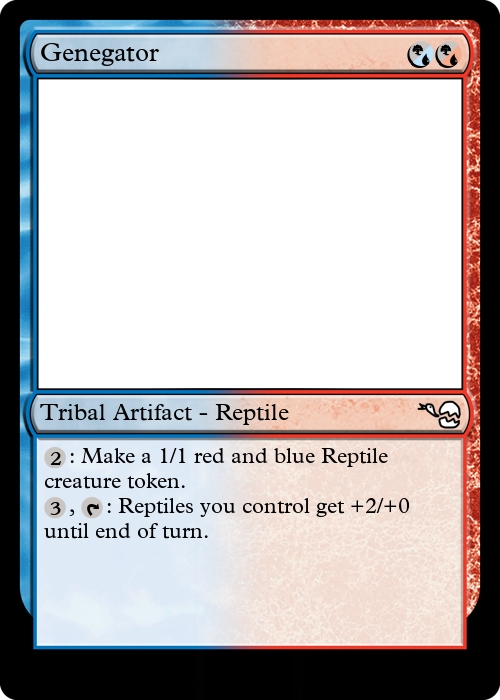 Genegator
Tribal Artifact - Reptile
2: Make a 1/1 red and blue Reptile
creature token.
3, : Reptiles you control get +2/+0
until end of turn.